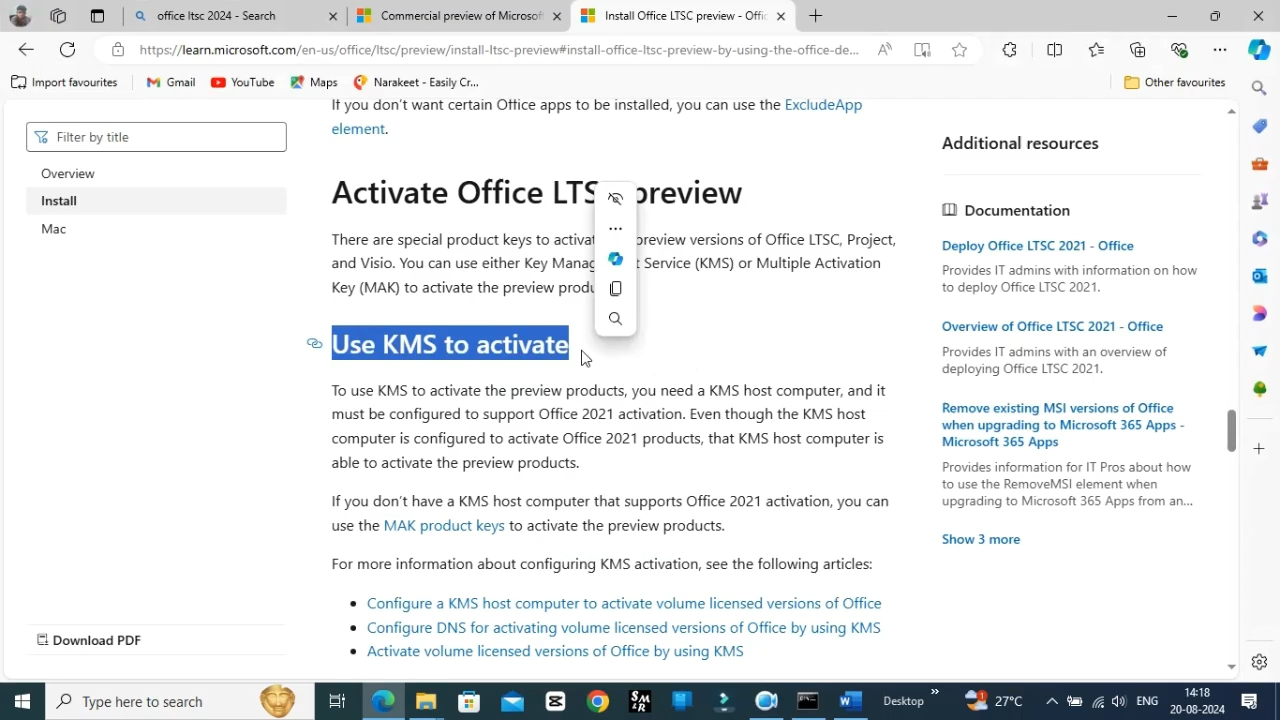 office ltsc 2024 - Search
Commercial preview of Microsof
Install Office LTSC preview - Offic
https://learn.microsoft.com/en-us/office/ltsc/preview/install-ltsc-preview#install-office-ltsc-preview-by-using-the-office-de...
Import favourites
Gmail
YouTube
Maps
Narakeet - Easily Cr...
Other favourites
Filter by title
Overview
Install
Mac
Download PDF
If you don't want certain Office apps to be installed, you can use the ExcludeApp
element.
Activate Office LTS preview
There are special product keys to activat preview versions of Office LTSC, Project,
and Visio. You can use either Key Manag t Service (KMS) or Multiple Activation
Key (MAK) to activate the preview produ
Use KMS to activate
To use KMS to activate the preview products, you need a KMS host computer, and it
must be configured to support Office 2021 activation. Even though the KMS host
computer is configured to activate Office 2021 products, that KMS host computer is
able to activate the preview products.
If you don't have a KMS host computer that supports Office 2021 activation, you can
use the MAK product keys to activate the preview products.
For more information about configuring KMS activation, see the following articles:
Configure a KMS host computer to activate volume licensed versions of Office
Configure DNS for activating volume licensed versions of Office by using KMS
Activate volume licensed versions of Office by using KMS
Additional resources
Documentation
Deploy Office LTSC 2021 - Office
Provides IT admins with information on how
to deploy Office LTSC 2021.
Overview of Office LTSC 2021 - Office
Provides IT admins with an overview of
deploying Office LTSC 2021.
Remove existing MSI versions of Office
when upgrading to Microsoft 365 Apps -
Microsoft 365 Apps
Provides information for IT Pros about how
to use the RemoveMSI element when
upgrading to Microsoft 365 Apps from an...
Show 3 more
Type here to search
Desktop
1
27°C
ENG
14:18
20-08-2024